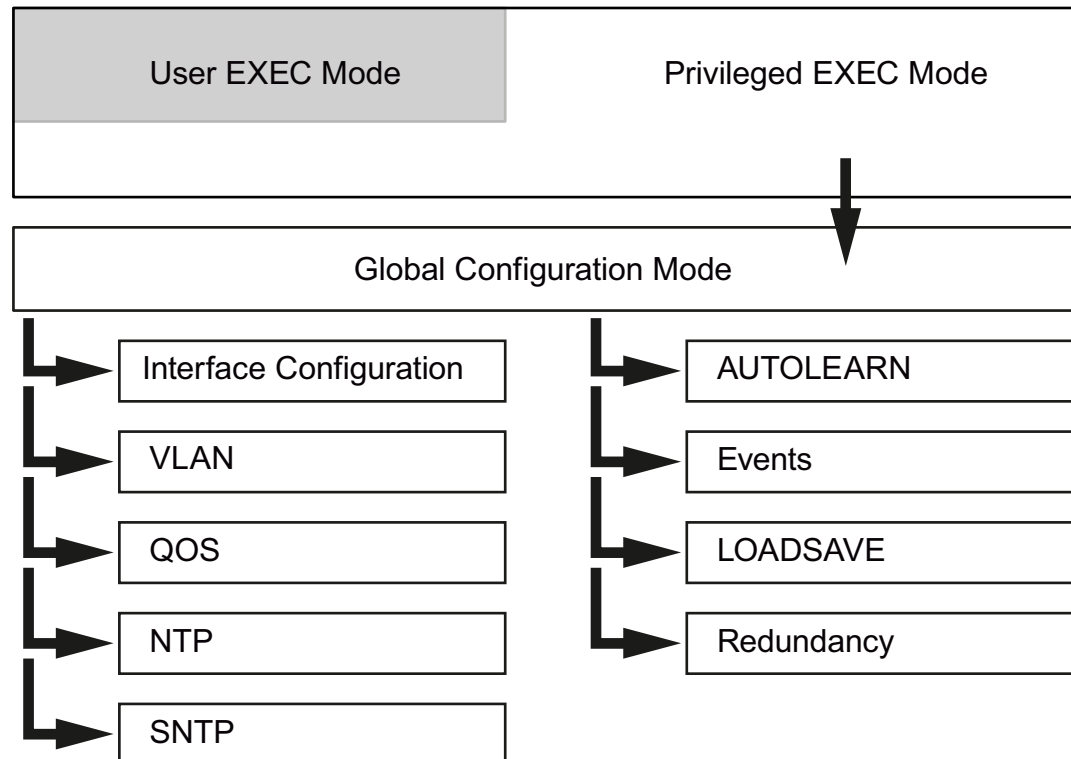 User EXEC Mode
Privileged EXEC Mode
Global Configuration Mode
Interface Configuration
VLAN
QOS
NTP
SNTP
AUTOLEARN
Events
LOADSAVE
Redundancy